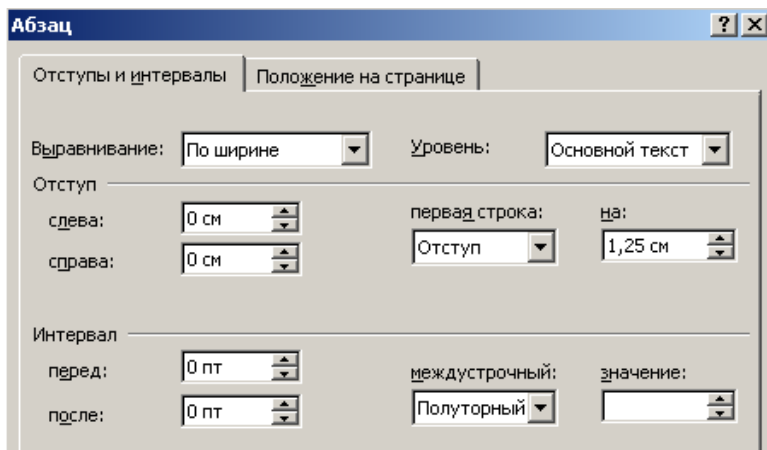 Абзац
Отступы и интервалы Положение на странице
Выравнивание: По ширине Уровень: Основной текст
Отступ
слева: 0 см первая строка: на:
справа: 0 см Отступ 1,25 см
Интервал
перед: 0 пт междустрочный: значение:
после: 0 пт Полуторный